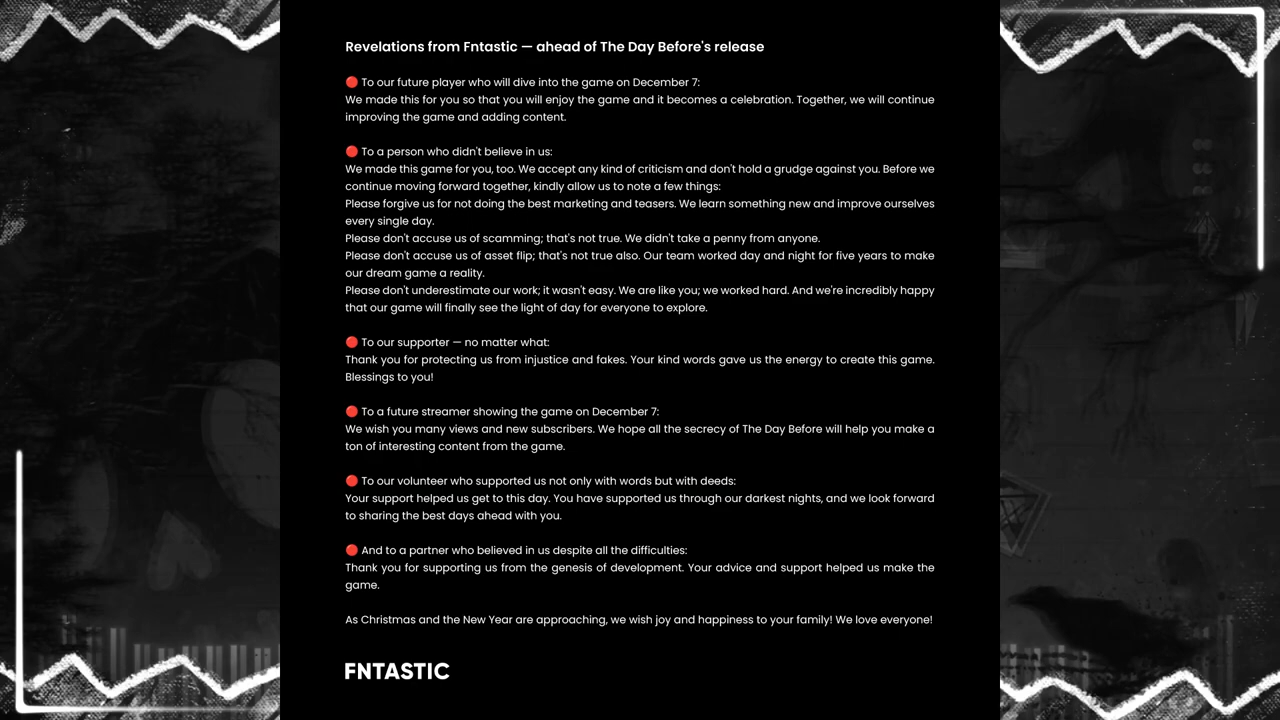 Revelations from Fntastic — ahead of The Day Before's release
🔴 To our future player who will dive into the game on December 7:
We made this for you so that you will enjoy the game and it becomes a celebration. Together, we will continue
improving the game and adding content.
🔴 To a person who didn't believe in us:
We made this game for you, too. We accept any kind of criticism and don't hold a grudge against you. Before we
continue moving forward together, kindly allow us to note a few things:
Please forgive us for not doing the best marketing and teasers. We learn something new and improve ourselves
every single day.
Please don't accuse us of scamming; that's not true. We didn't take a penny from anyone.
Please don't accuse us of asset flip; that's not true also. Our team worked day and night for five years to make
our dream game a reality.
Please don't underestimate our work; it wasn't easy. We are like you; we worked hard. And we're incredibly happy
that our game will finally see the light of day for everyone to explore.
🔴 To our supporter — no matter what:
Thank you for protecting us from injustice and fakes. Your kind words gave us the energy to create this game.
Blessings to you!
🔴 To a future streamer showing the game on December 7:
We wish you many views and new subscribers. We hope all the secrecy of The Day Before will help you make a
ton of interesting content from the game.
🔴 To our volunteer who supported us not only with words but with deeds:
Your support helped us get to this day. You have supported us through our darkest nights, and we look forward
to sharing the best days ahead with you.
🔴 And to a partner who believed in us despite all the difficulties:
Thank you for supporting us from the genesis of development. Your advice and support helped us make the
game.
As Christmas and the New Year are approaching, we wish joy and happiness to your family! We love everyone!
FNTASTIC